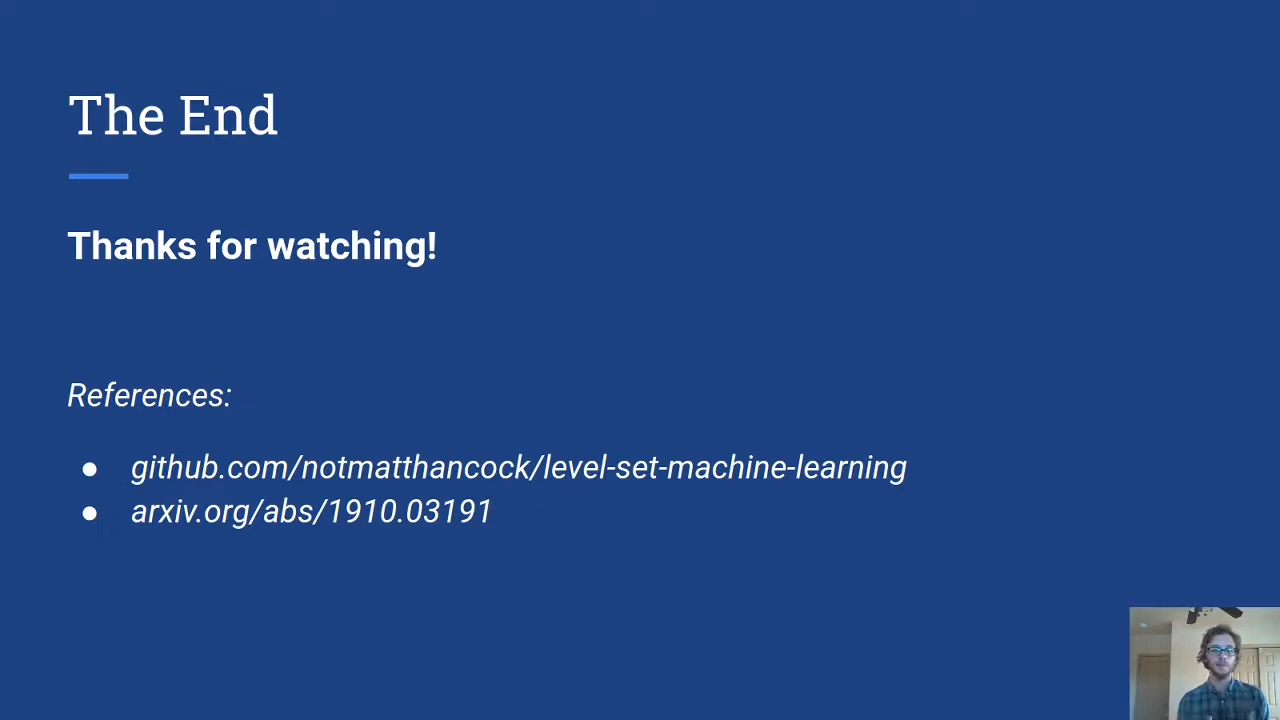 The End
Thanks for watching!
References:
● github.com/notmatthancock/level-set-machine-learning
● arxiv.org/abs/1910.03191